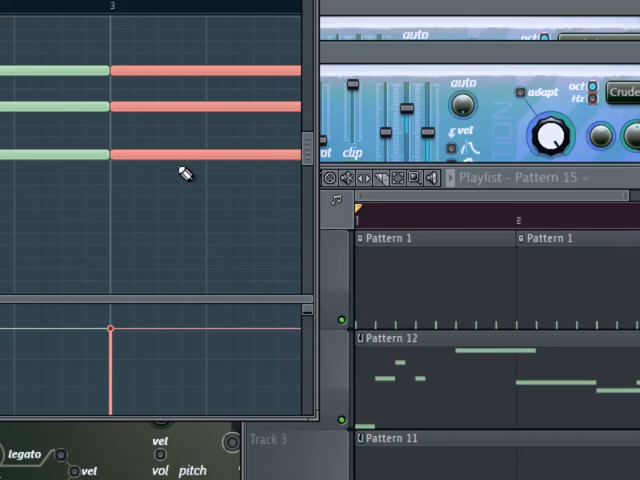 3
auto
auto
adapt
oct
Hz
Crude
vel
clip
Playlist - Pattern 15
1
2
Pattern 1
Pattern 1
Pattern 12
Track 3
Pattern 11
legato
vel
vel
vol pitch